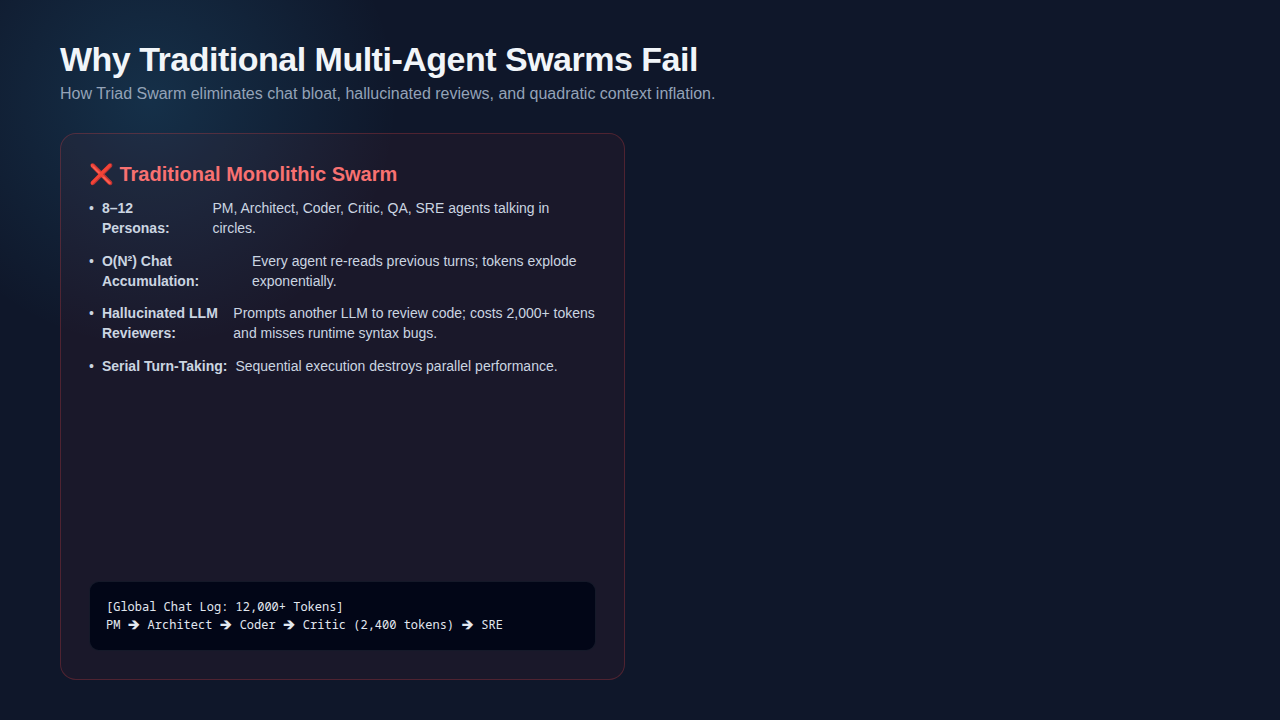 Why Traditional Multi-Agent Swarms Fail
How Triad Swarm eliminates chat bloat, hallucinated reviews, and quadratic context inflation.
❌ Traditional Monolithic Swarm
• 8–12 Personas: PM, Architect, Coder, Critic, QA, SRE agents talking in circles.
• O(N²) Chat Accumulation: Every agent re-reads previous turns; tokens explode exponentially.
• Hallucinated LLM Reviewers: Prompts another LLM to review code; costs 2,000+ tokens and misses runtime syntax bugs.
• Serial Turn-Taking: Sequential execution destroys parallel performance.
[Global Chat Log: 12,000+ Tokens]
PM ➔ Architect ➔ Coder ➔ Critic (2,400 tokens) ➔ SRE